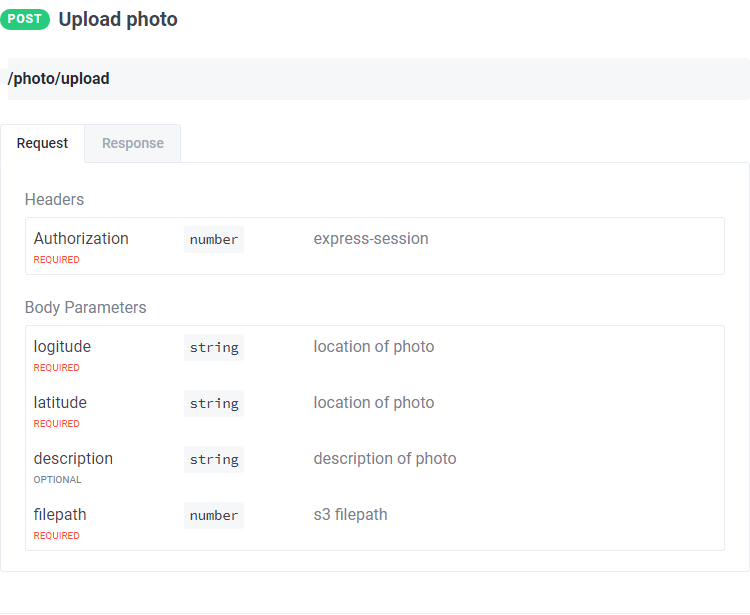 POST Upload photo
/photo/upload
Request Response
Headers
Authorization number express-session
REQUIRED
Body Parameters
logitude string location of photo
REQUIRED
latitude string location of photo
REQUIRED
description string description of photo
OPTIONAL
filepath number s3 filepath
REQUIRED